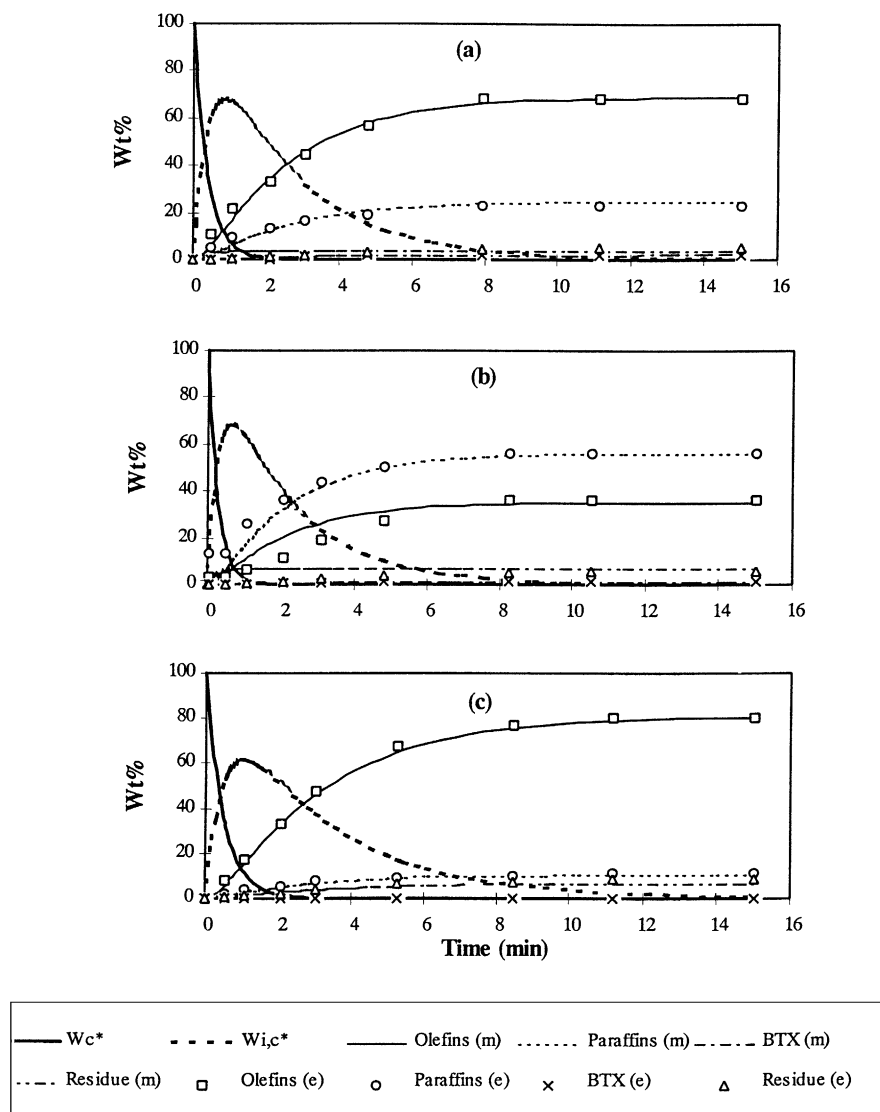 100
(a)
80
60
Wt%
40
20
0
0 2 4 6 8 10 12 14 16
100
(b)
80
60
Wt%
40
20
0
0 2 4 6 8 10 12 14 16
100
(c)
80
60
Wt%
40
20
0
0 2 4 6 8 10 12 14 16
Time (min)
Wc* Wi,c* Olefins (m) Paraffins (m) BTX (m)
Residue (m) Olefins (e) Paraffins (e) BTX (e) Residue (e)